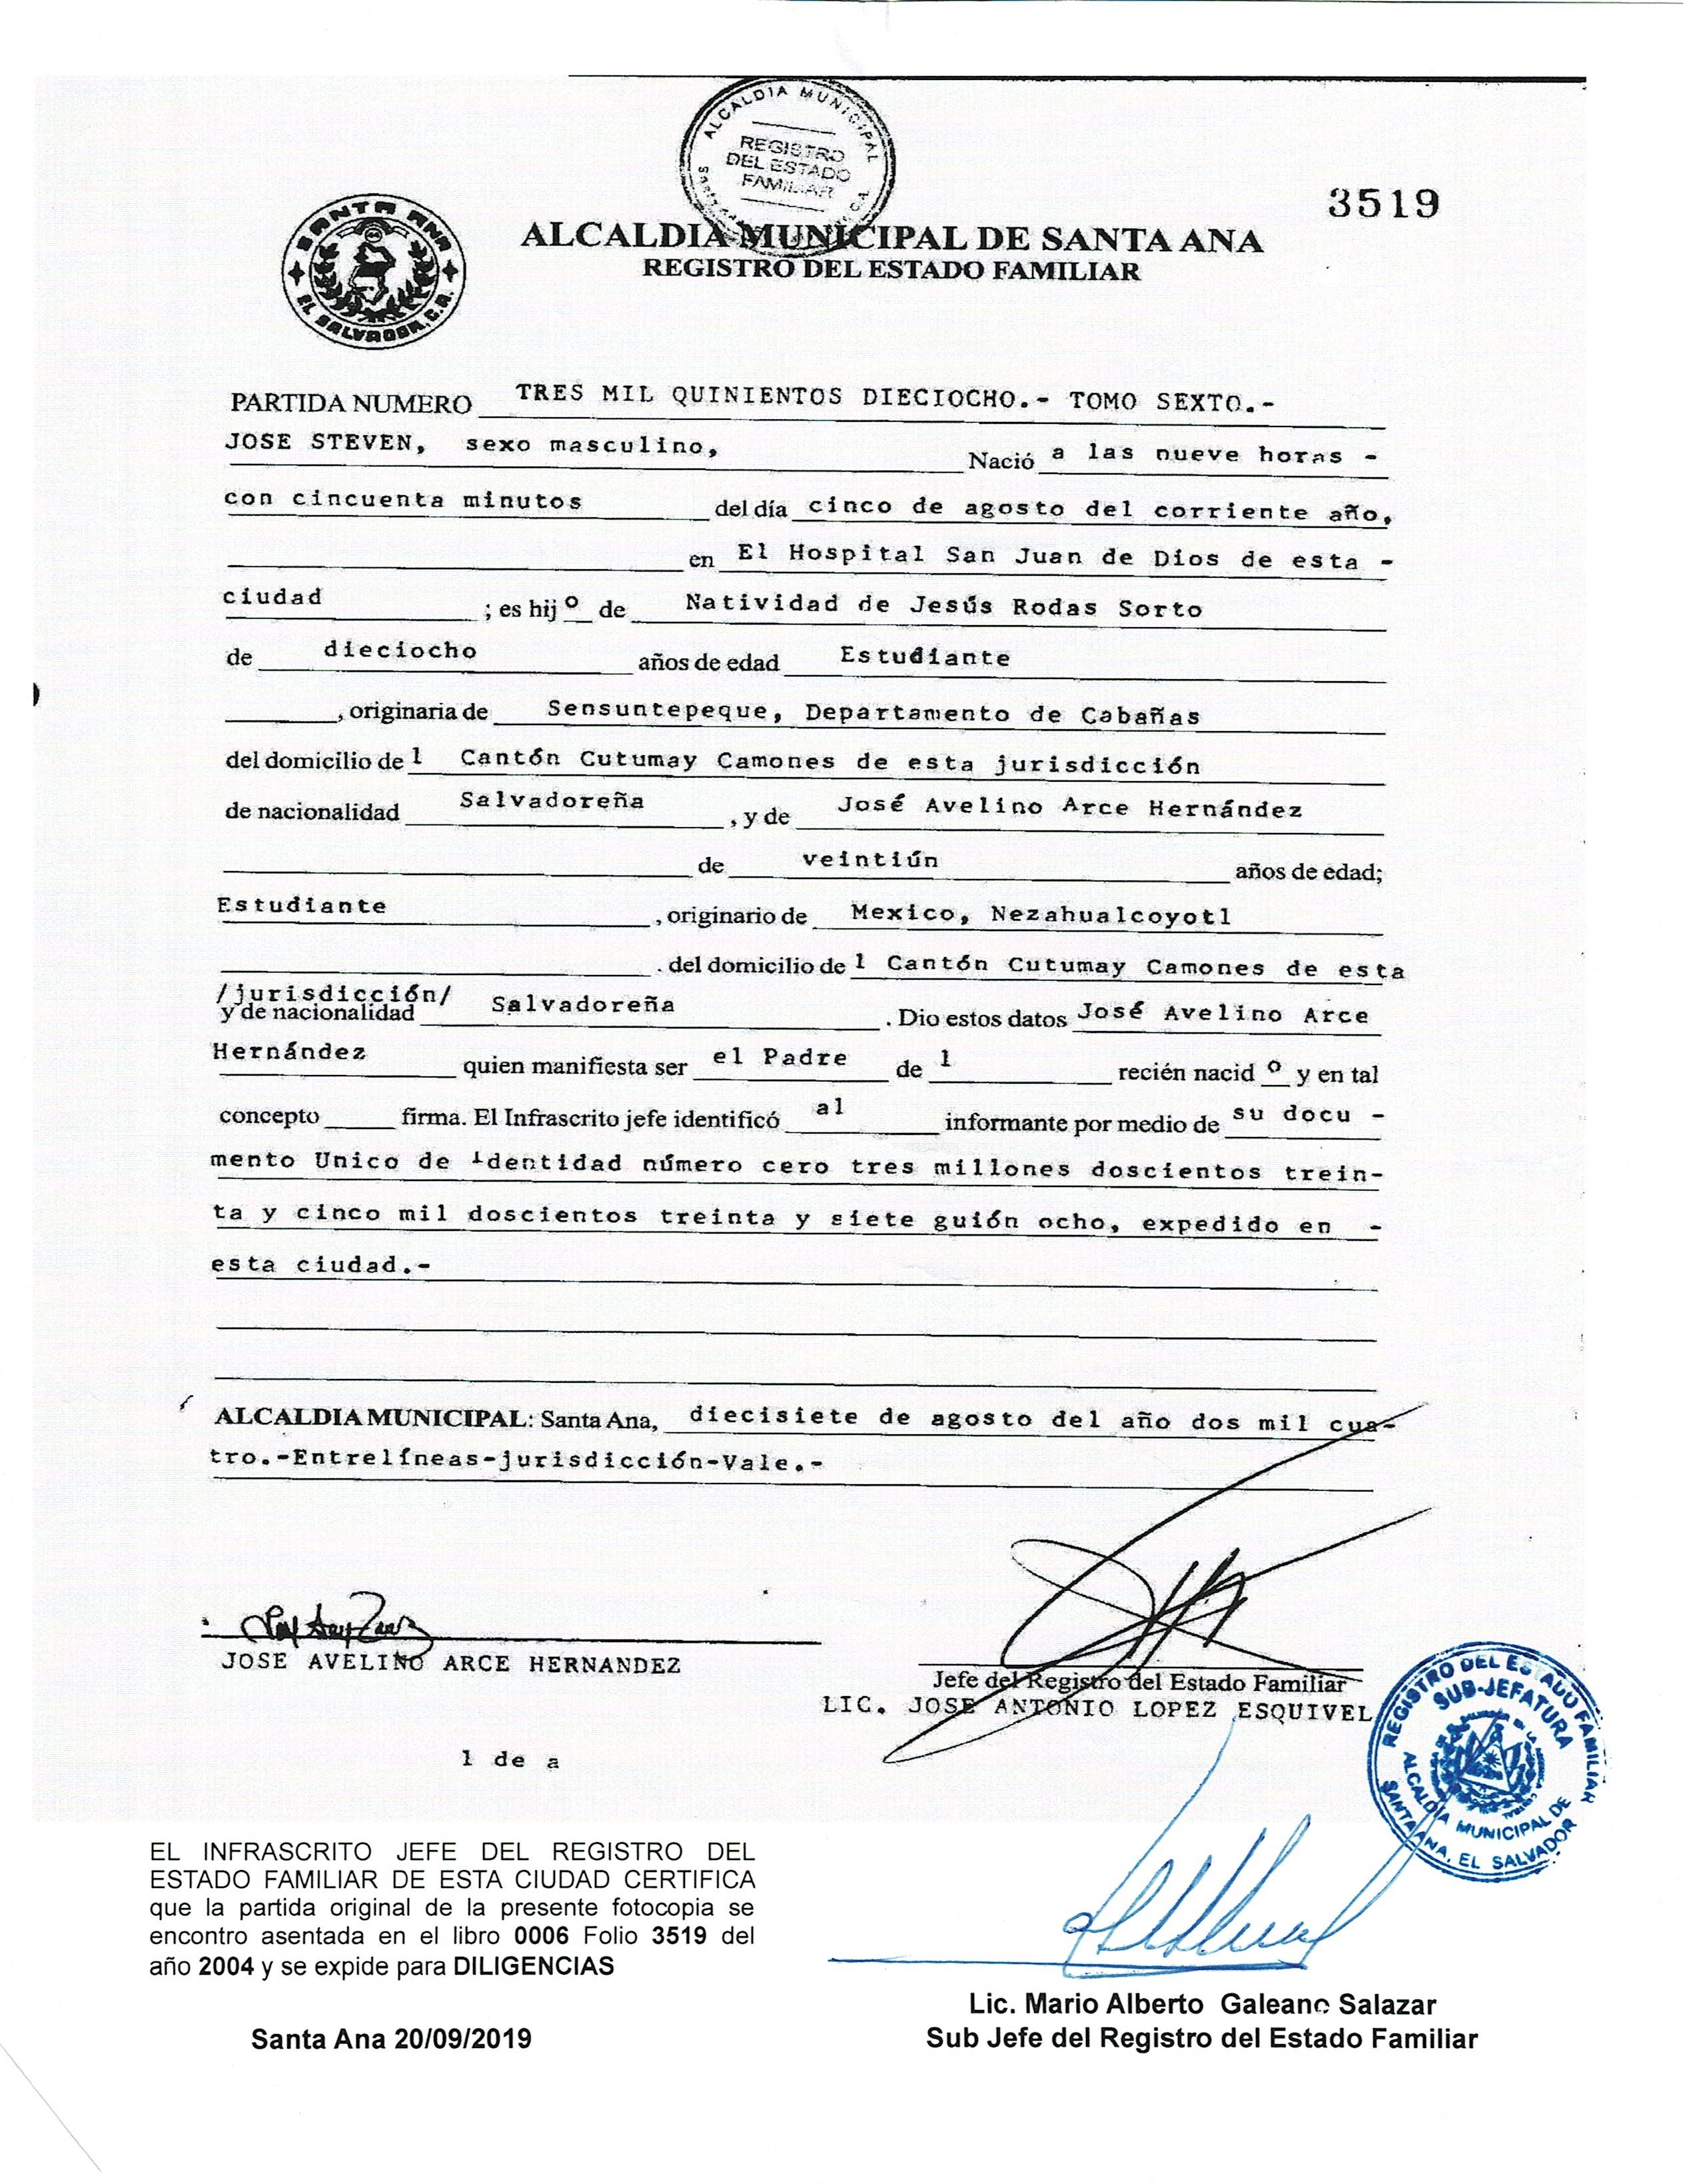 ALCALDIA MUNICIPAL
REGISTRO
DEL ESTADO
FAMILIAR
3519
SANTA ANA
EL SALVADOR, C.A.
ALCALDIA MUNICIPAL DE SANTA ANA
REGISTRO DEL ESTADO FAMILIAR
PARTIDA NUMERO TRES MIL QUINIENTOS DIECIOCHO.- TOMO SEXTO.-
JOSE STEVEN, sexo masculino, Nació a las nueve horas -
con cincuenta minutos del día cinco de agosto del corriente año,
en El Hospital San Juan de Dios de esta -
ciudad ; es hij o de Natividad de Jesús Rodas Sorto
de dieciocho años de edad Estudiante
, originaria de Sensuntepeque, Departamento de Cabañas
del domicilio de l Cantón Cutumay Camones de esta jurisdicción
de nacionalidad Salvadoreña , y de José Avelino Arce Hernández
de veintiún años de edad;
Estudiante , originario de Mexico, Nezahualcoyotl
. del domicilio de l Cantón Cutumay Camones de esta
/jurisdicción/
y de nacionalidad Salvadoreña . Dio estos datos José Avelino Arce
Hernández quien manifiesta ser el Padre de l recién nacid o y en tal
concepto firma. El Infrascrito jefe identificó al informante por medio de su docu -
mento Unico de Identidad número cero tres millones doscientos trein-
ta y cinco mil doscientos treinta y siete guión ocho, expedido en -
esta ciudad.-
ALCALDIA MUNICIPAL: Santa Ana, diecisiete de agosto del año dos mil cua-
tro.-Entrelíneas-jurisdicción-Vale.-
JOSE AVELINO ARCE HERNANDEZ
Jefe del Registro del Estado Familiar
LIC. JOSE ANTONIO LOPEZ ESQUIVEL
REGISTRO DEL ESTADO FAMILIAR
SUB-JEFATURA
ALCALDIA MUNICIPAL DE
SANTA ANA, EL SALVADOR
1 de a
EL INFRASCRITO JEFE DEL REGISTRO DEL
ESTADO FAMILIAR DE ESTA CIUDAD CERTIFICA
que la partida original de la presente fotocopia se
encontro asentada en el libro 0006 Folio 3519 del
año 2004 y se expide para DILIGENCIAS
Santa Ana 20/09/2019
Lic. Mario Alberto Galeano Salazar
Sub Jefe del Registro del Estado Familiar